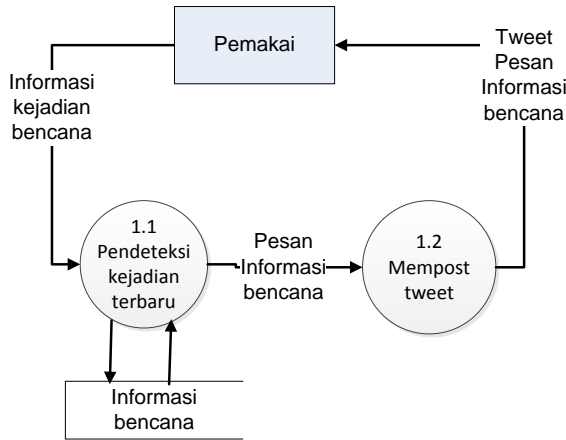 Pemakai
Tweet
Pesan
Informasi
bencana
Informasi
kejadian
bencana
1.1
Pendeteksi
kejadian
terbaru
Pesan
Informasi
bencana
1.2
Mempost
tweet
Informasi
bencana